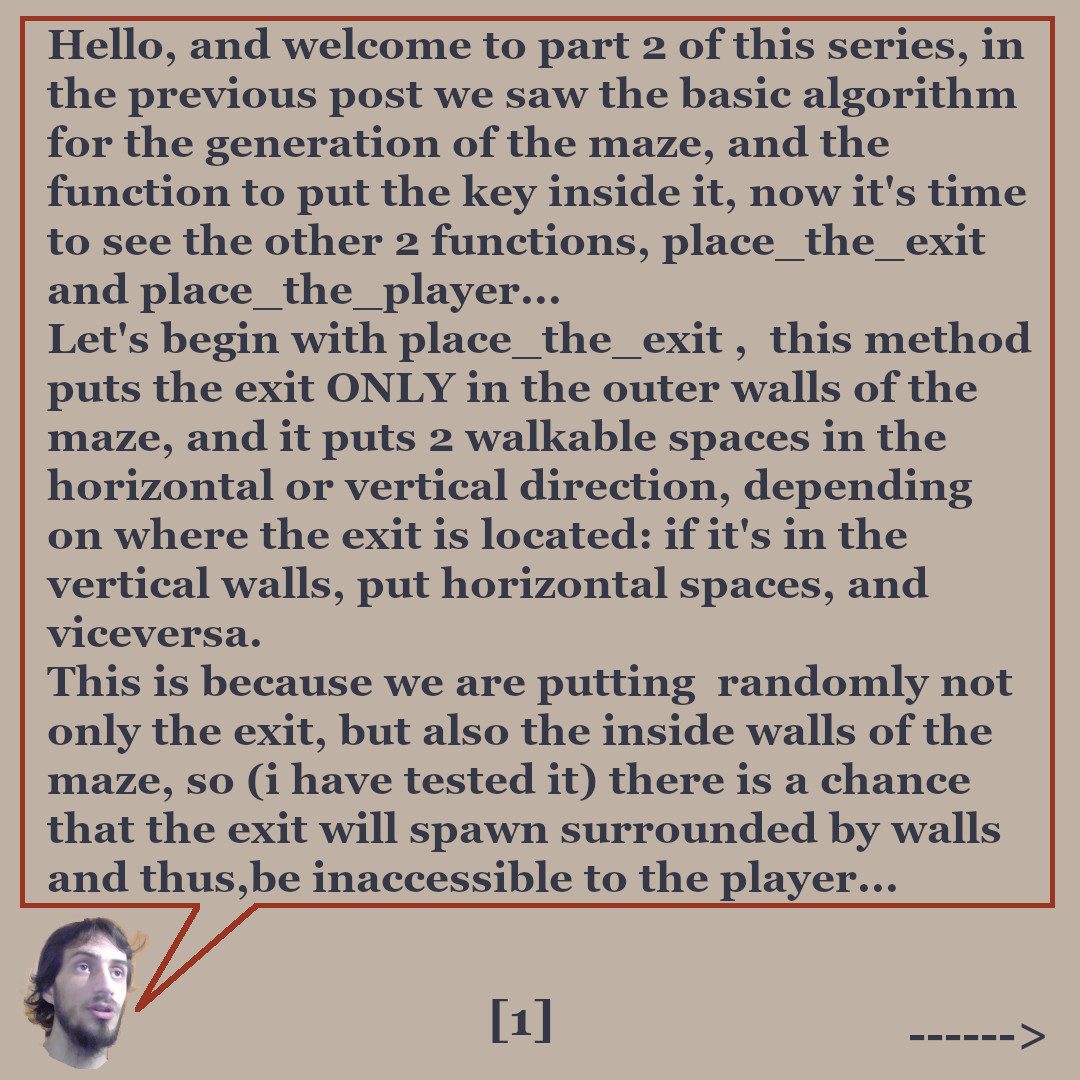 Hello, and welcome to part 2 of this series, in
the previous post we saw the basic algorithm
for the generation of the maze, and the
function to put the key inside it, now it's time
to see the other 2 functions, place_the_exit
and place_the_player...
Let's begin with place_the_exit ,  this method
puts the exit ONLY in the outer walls of the
maze, and it puts 2 walkable spaces in the
horizontal or vertical direction, depending
on where the exit is located: if it's in the
vertical walls, put horizontal spaces, and
viceversa.
This is because we are putting  randomly not
only the exit, but also the inside walls of the
maze, so (i have tested it) there is a chance
that the exit will spawn surrounded by walls
and thus,be inaccessible to the player...
[1]
------>